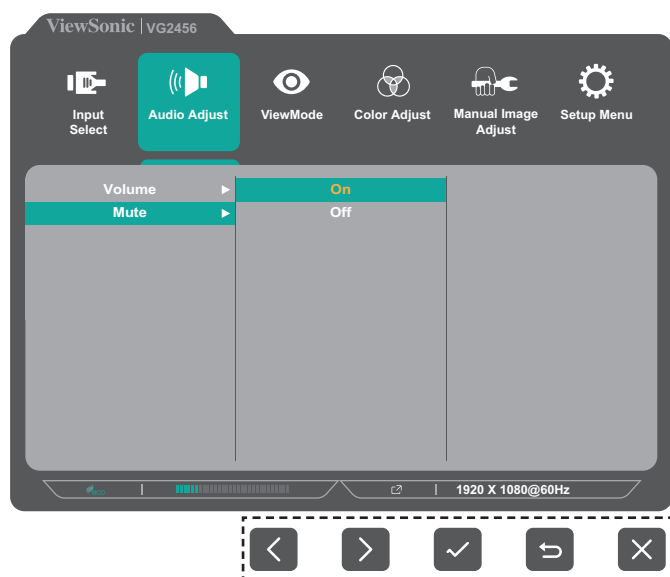 ViewSonic | VG2456
Input
Select
Audio Adjust
ViewMode
Color Adjust
Manual Image
Adjust
Setup Menu
Volume
On
Mute
Off
eco
1920 X 1080@60Hz